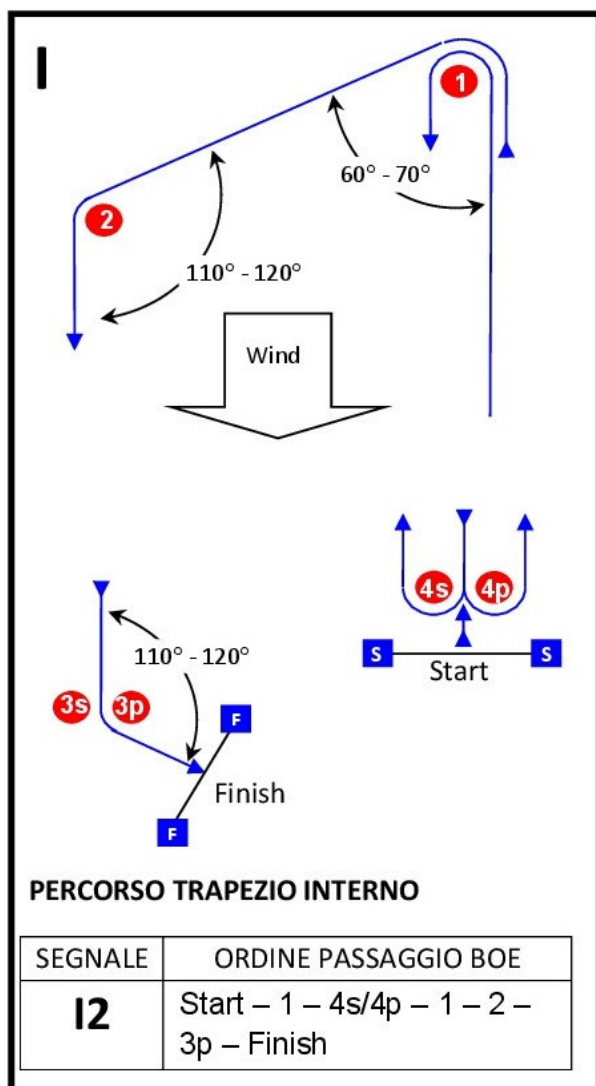 I
1
60° - 70°
2
110° - 120°
Wind
4s 4p
110° - 120°
S S
Start
3s 3p
F
Finish
F
PERCORSO TRAPEZIO INTERNO
SEGNALE ORDINE PASSAGGIO BOE
I2 Start – 1 – 4s/4p – 1 – 2 –
3p – Finish